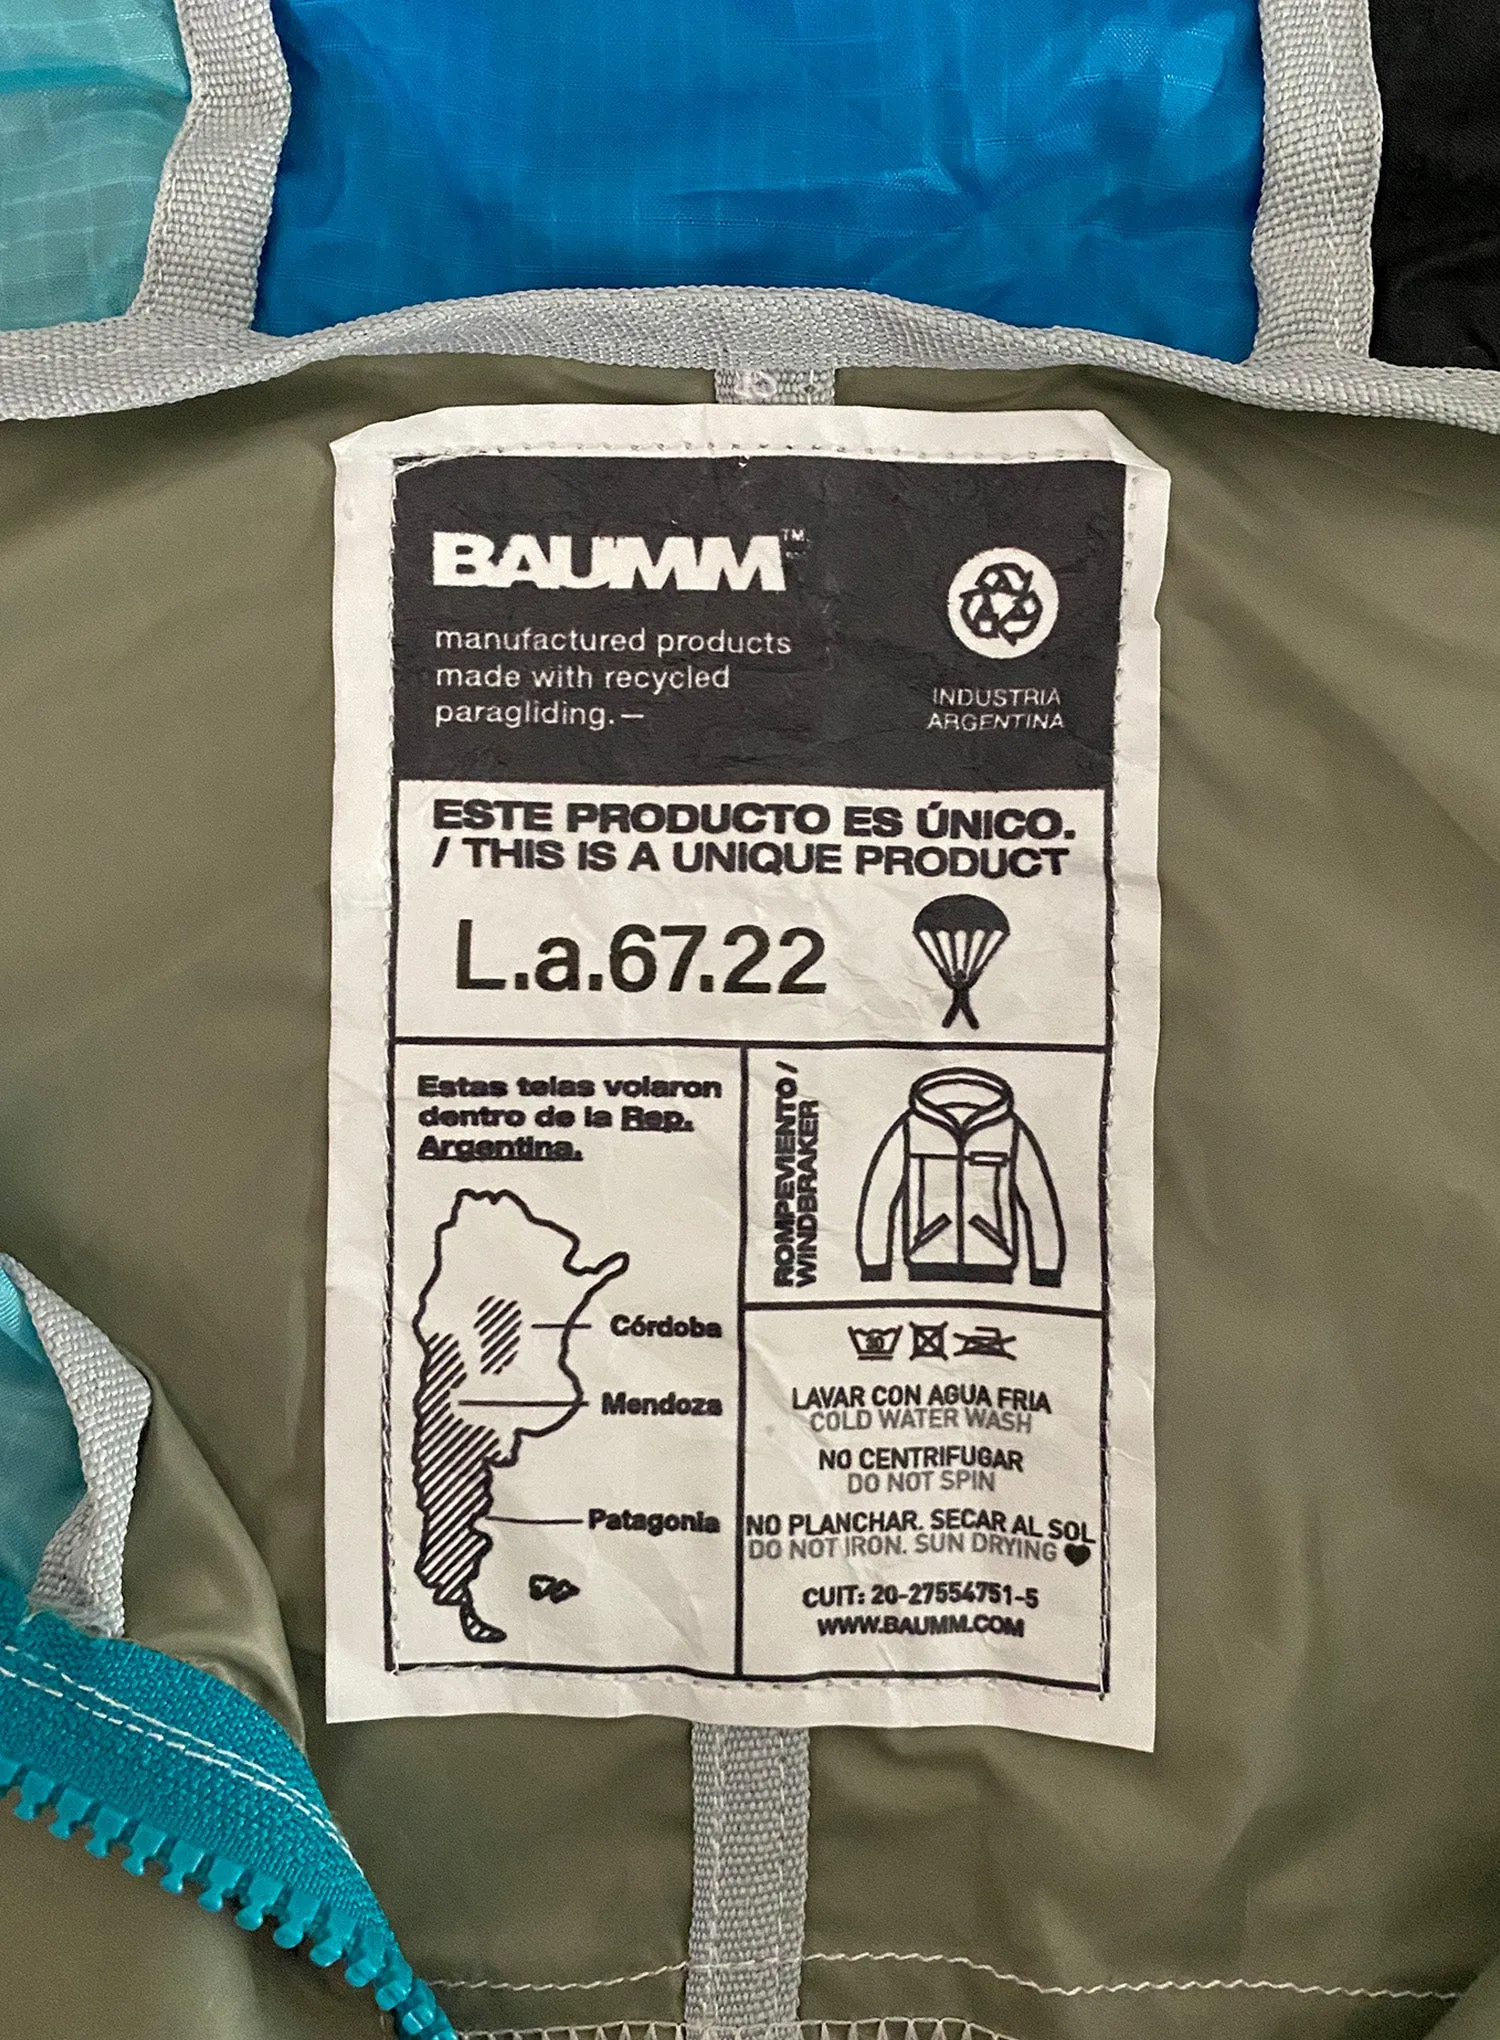 BAUMM™
manufactured products
made with recycled
paragliding.—
INDUSTRIA
ARGENTINA
ESTE PRODUCTO ES ÚNICO.
/ THIS IS A UNIQUE PRODUCT
L.a.67.22
Estas telas volaron
dentro de la Rep.
Argentina.
Córdoba
Mendoza
Patagonia
ROMPEVIENTO /
WINDBRAKER
30
LAVAR CON AGUA FRIA
COLD WATER WASH
NO CENTRIFUGAR
DO NOT SPIN
NO PLANCHAR. SECAR AL SOL
DO NOT IRON. SUN DRYING ♥
CUIT: 20-27554751-5
WWW.BAUMM.COM